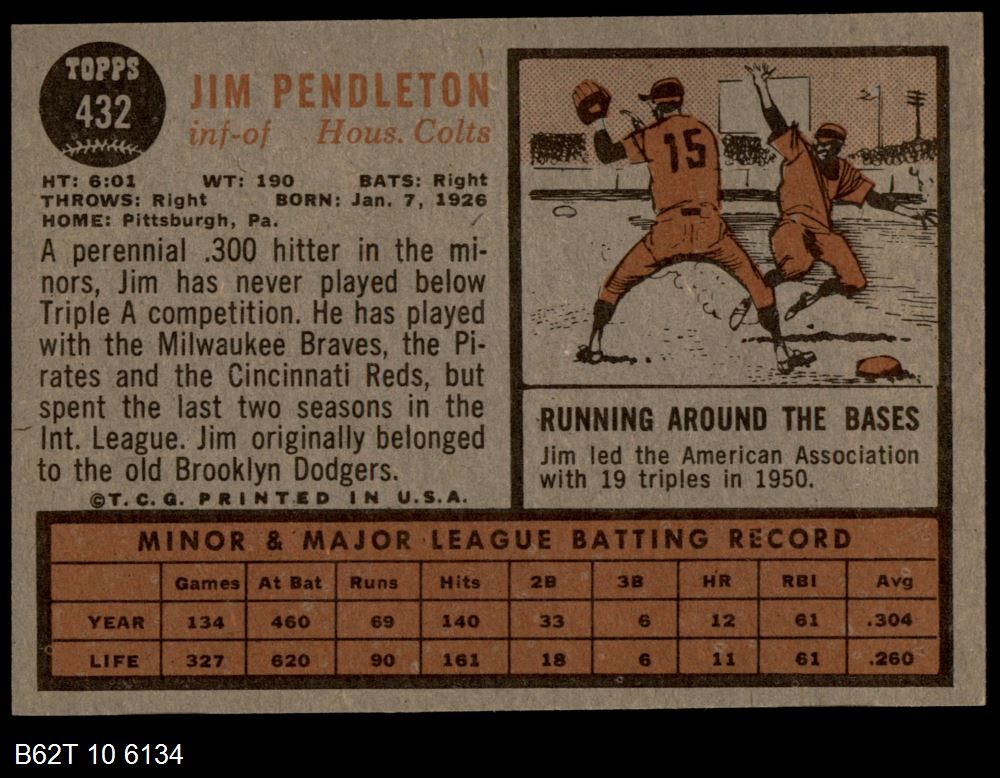 TOPPS
432
JIM PENDLETON
inf-of Hous. Colts
HT: 6:01 WT: 190 BATS: Right
THROWS: Right BORN: Jan. 7, 1926
HOME: Pittsburgh, Pa.
A perennial .300 hitter in the mi-
nors, Jim has never played below
Triple A competition. He has played
with the Milwaukee Braves, the Pi-
rates and the Cincinnati Reds, but
spent the last two seasons in the
Int. League. Jim originally belonged
to the old Brooklyn Dodgers.
©T.C.G. PRINTED IN U.S.A.
15
RUNNING AROUND THE BASES
Jim led the American Association
with 19 triples in 1950.
MINOR & MAJOR LEAGUE BATTING RECORD
Games At Bat Runs Hits 2B 3B HR RBI Avg
YEAR 134 460 69 140 33 6 12 61 .304
LIFE 327 620 90 161 18 6 11 61 .260
B62T 10 6134